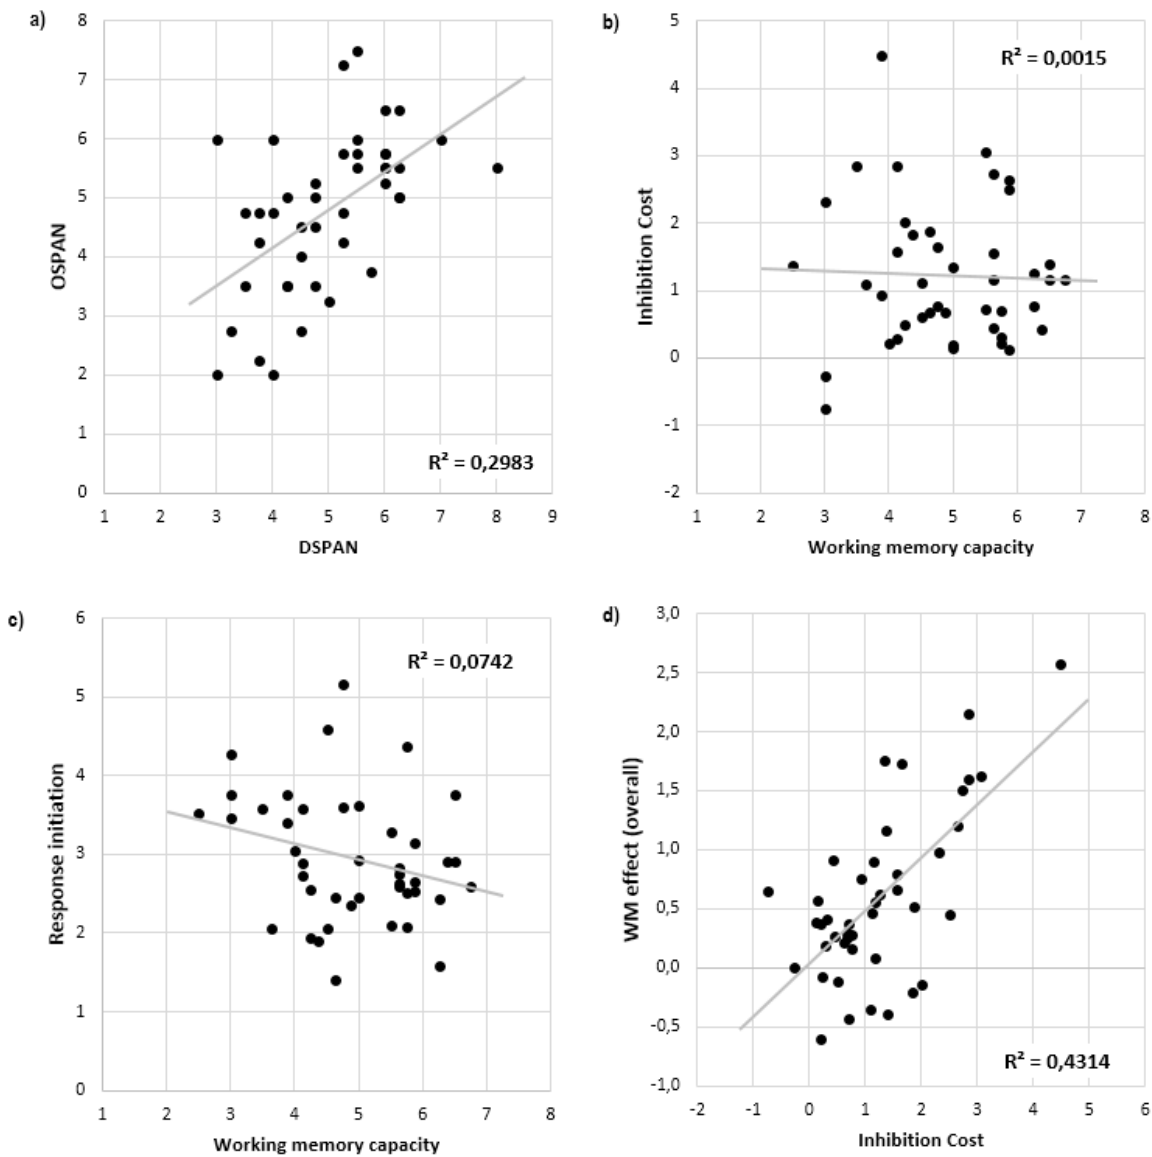 a)
8
7
6
5
4
3
2
1
0
OSPAN
R² = 0,2983
1 2 3 4 5 6 7 8 9
DSPAN
b)
5
4
3
2
1
0
-1
-2
Inhibition Cost
R² = 0,0015
1 2 3 4 5 6 7 8
Working memory capacity
c)
6
5
4
3
2
1
0
Response initiation
R² = 0,0742
1 2 3 4 5 6 7 8
Working memory capacity
d)
3,0
2,5
2,0
1,5
1,0
0,5
0,0
-0,5
-1,0
WM effect (overall)
R² = 0,4314
-2 -1 0 1 2 3 4 5 6
Inhibition Cost